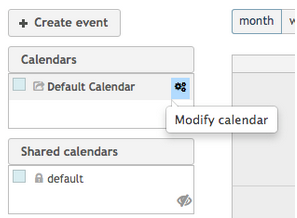 + Create event
month
Calendars
Default Calendar
Modify calendar
Shared calendars
default